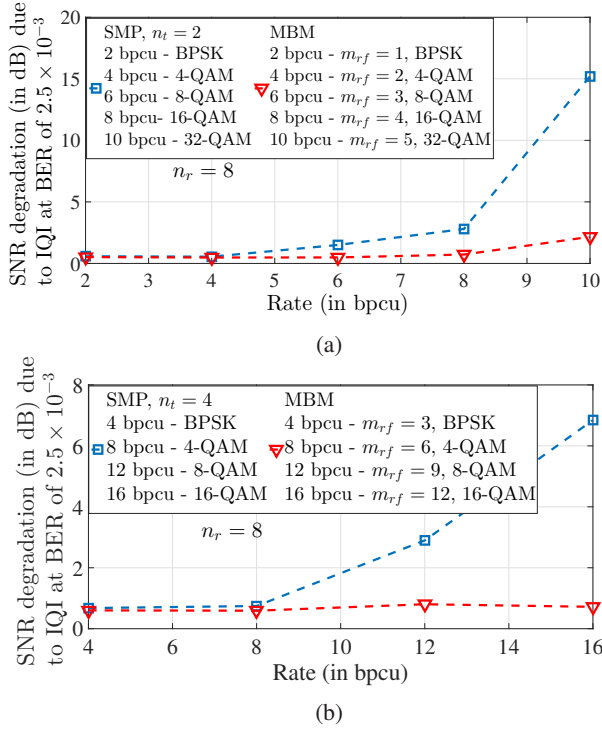 SNR degradation (in dB) due
to IQI at BER of 2.5 × 10⁻³
20
15
10
5
0
SMP, n_t = 2
2 bpcu - BPSK
4 bpcu - 4-QAM
6 bpcu - 8-QAM
8 bpcu- 16-QAM
10 bpcu - 32-QAM
MBM
2 bpcu - m_rf = 1, BPSK
4 bpcu - m_rf = 2, 4-QAM
6 bpcu - m_rf = 3, 8-QAM
8 bpcu - m_rf = 4, 16-QAM
10 bpcu - m_rf = 5, 32-QAM
n_r = 8
2 3 4 5 6 7 8 9 10
Rate (in bpcu)
(a)
SNR degradation (in dB) due
to IQI at BER of 2.5 × 10⁻³
8
6
4
2
0
SMP, n_t = 4
4 bpcu - BPSK
8 bpcu - 4-QAM
12 bpcu - 8-QAM
16 bpcu - 16-QAM
MBM
4 bpcu - m_rf = 3, BPSK
8 bpcu - m_rf = 6, 4-QAM
12 bpcu - m_rf = 9, 8-QAM
16 bpcu - m_rf = 12, 16-QAM
n_r = 8
4 6 8 10 12 14 16
Rate (in bpcu)
(b)